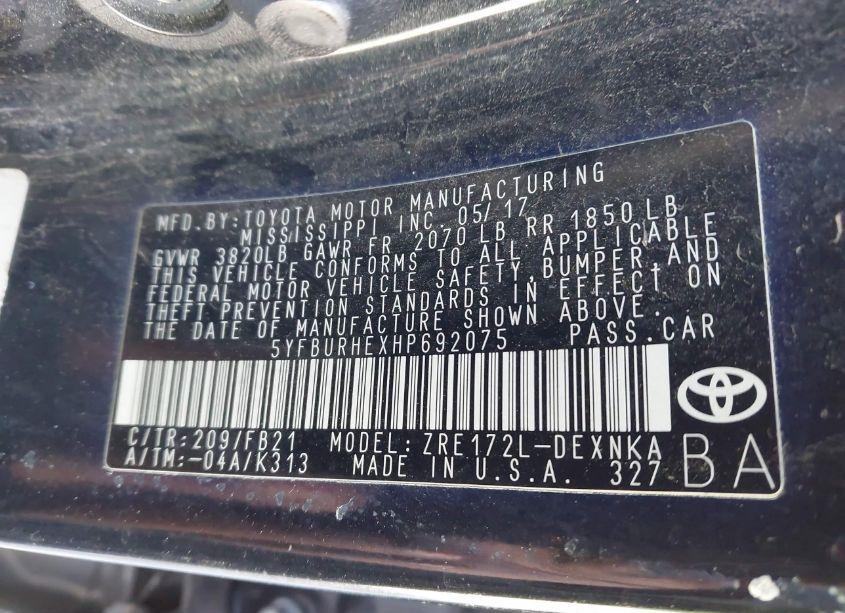 MFD. BY: TOYOTA MOTOR MANUFACTURING
MISSISSIPPI INC. 05/17
GVWR 3820LB GAWR FR 2070 LB RR 1850 LB
THIS VEHICLE CONFORMS TO ALL APPLICABLE
FEDERAL MOTOR VEHICLE SAFETY, BUMPER, AND
THEFT PREVENTION STANDARDS IN EFFECT ON
THE DATE OF MANUFACTURE SHOWN ABOVE.
5YFBURHEXHP692075 PASS. CAR
C/TR: 209/FB21 MODEL: ZRE172L-DEXNKA
A/TM: -04A/K313 MADE IN U.S.A. 327 BA